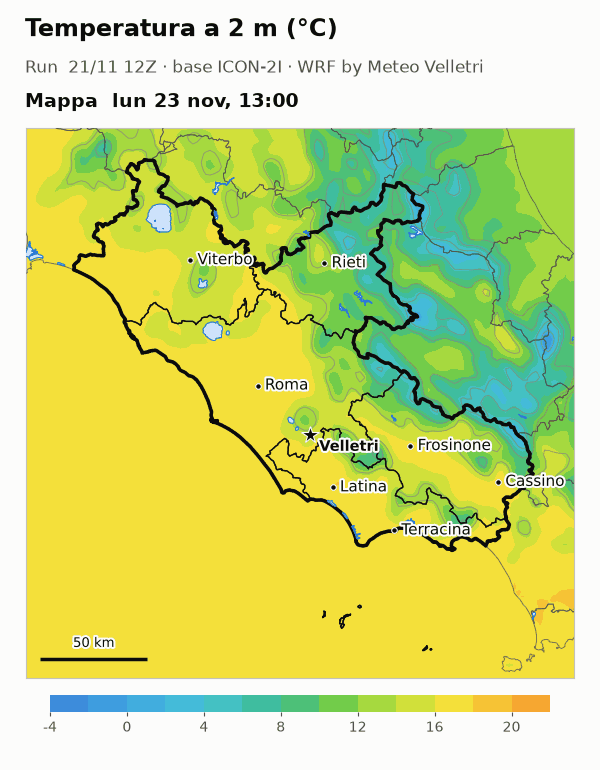 Temperatura a 2 m (°C)
Run  21/11 12Z · base ICON-2I · WRF by Meteo Velletri
Mappa  lun 23 nov, 13:00
Viterbo
Rieti
Roma
Velletri
Frosinone
Cassino
Latina
Terracina
50 km
-4 0 4 8 12 16 20